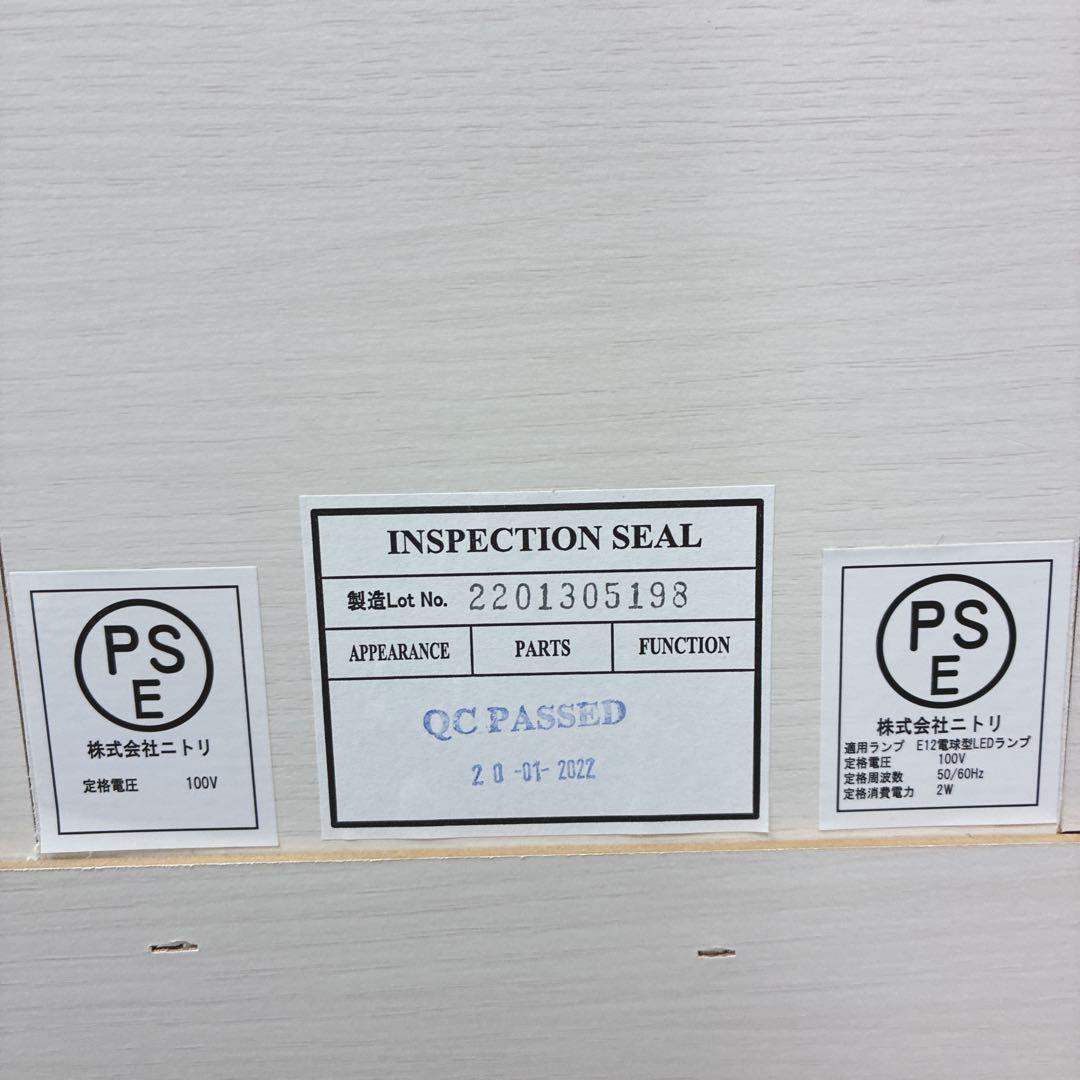 PS
E
株式会社ニトリ
定格電圧 100V
INSPECTION SEAL
製造Lot No. 2201305198
APPEARANCE PARTS FUNCTION
QC PASSED
20-01-2022
PS
E
株式会社ニトリ
適用ランプ E12電球型LEDランプ
定格電圧 100V
定格周波数 50/60Hz
定格消費電力 2W